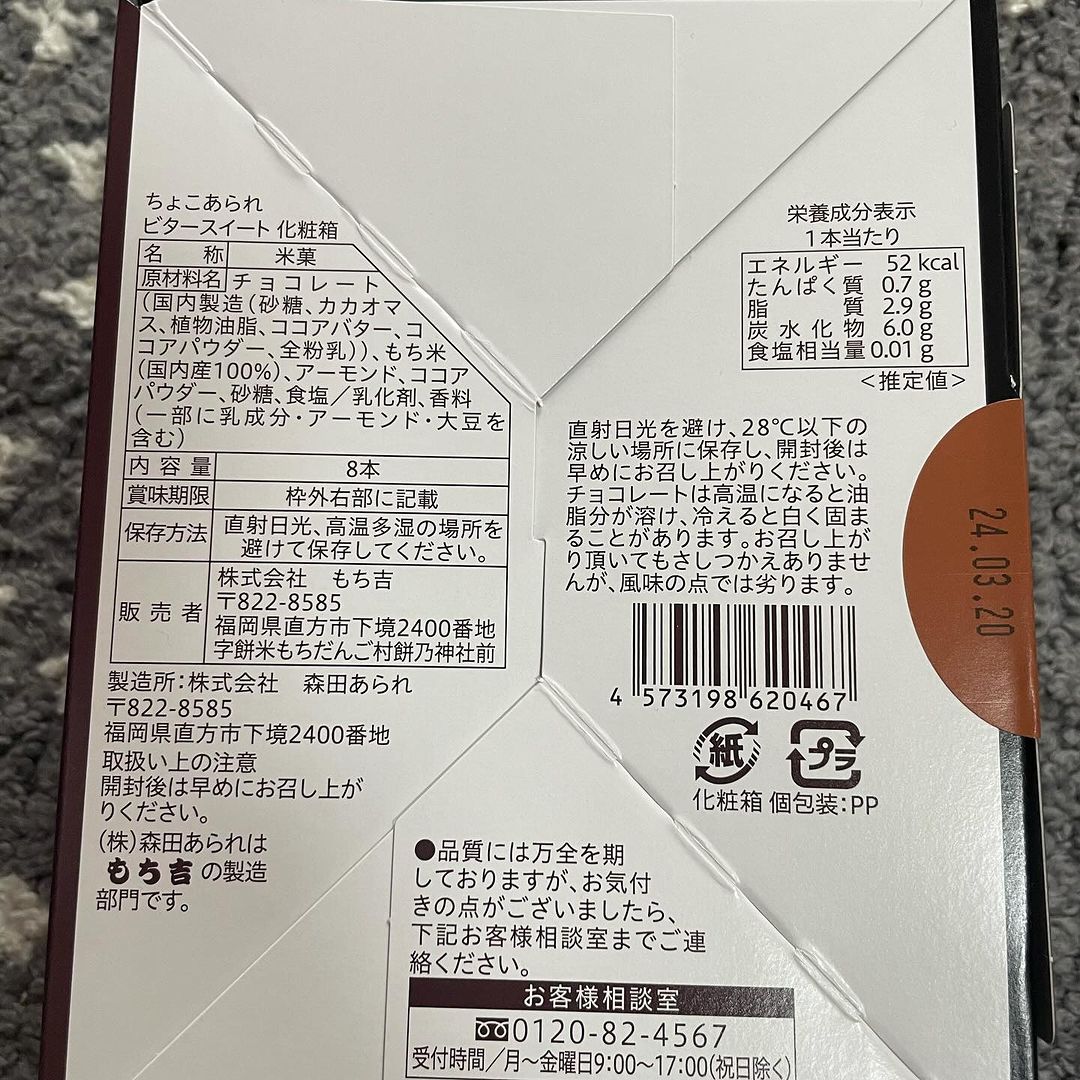 ちょこあられ
ビタースイート 化粧箱
名 称 米菓
原材料名 チョコレート
(国内製造(砂糖、カカオマ
ス、植物油脂、ココアバター、コ
コアパウダー、全粉乳))、もち米
(国内産100%)、アーモンド、ココア
パウダー、砂糖、食塩/乳化剤、香料
(一部に乳成分・アーモンド・大豆を
含む)
内容量 8本
賞味期限 枠外右部に記載
保存方法 直射日光、高温多湿の場所を
避けて保存してください。
販売者 株式会社 もち吉
〒822-8585
福岡県直方市下境2400番地
字餅米もちだんご村餅乃神社前
製造所:株式会社 森田あられ
〒822-8585
福岡県直方市下境2400番地
取扱い上の注意
開封後は早めにお召し上が
りください。
(株)森田あられは
もち吉の製造
部門です。
栄養成分表示
1本当たり
エネルギー 52kcal
たんぱく質 0.7g
脂質 2.9g
炭水化物 6.0g
食塩相当量 0.01g
<推定値>
直射日光を避け、28℃以下の
涼しい場所に保存し、開封後は
早めにお召し上がりください。
チョコレートは高温になると油
脂分が溶け、冷えると白く固ま
ることがあります。お召し上が
り頂いてもさしつかえありませ
んが、風味の点では劣ります。
24.03.20
4 573198 620467
紙 プラ
化粧箱 個包装:PP
●品質には万全を期
しておりますが、お気付
きの点がございましたら、
下記お客様相談室までご連
絡ください。
お客様相談室
0120-82-4567
受付時間/月〜金曜日9:00〜17:00(祝日除く)